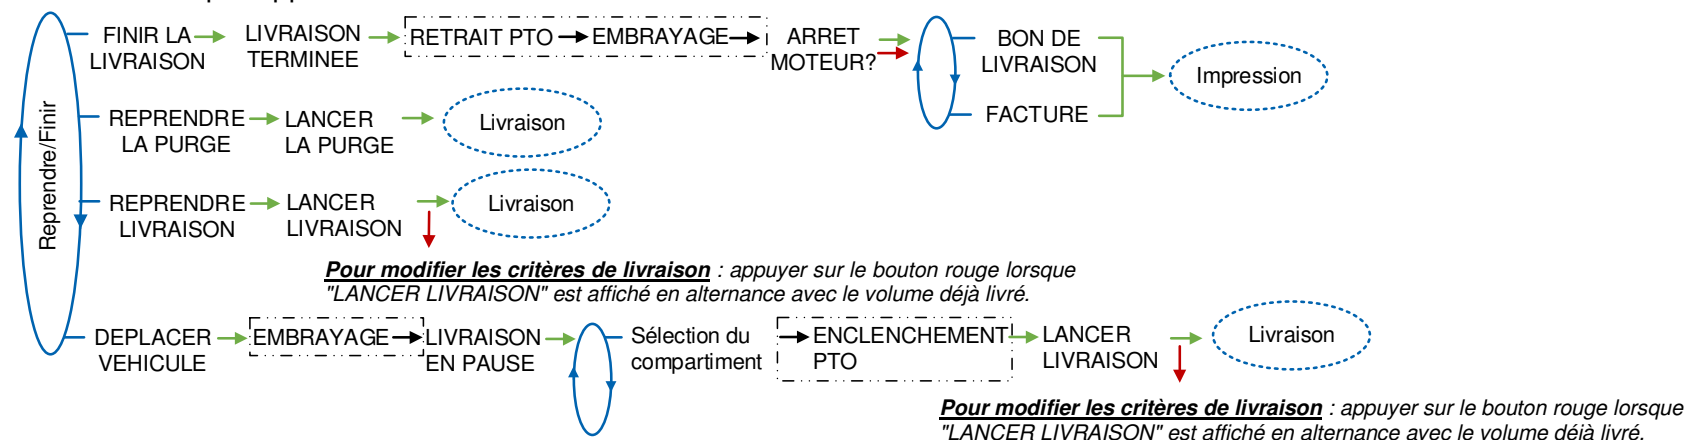 Reprendre/Finir
FINIR LA
LIVRAISON
LIVRAISON
TERMINEE
RETRAIT PTO
EMBRAYAGE
ARRET
MOTEUR?
BON DE
LIVRAISON
FACTURE
Impression
REPRENDRE
LA PURGE
LANCER
LA PURGE
Livraison
REPRENDRE
LIVRAISON
LANCER
LIVRAISON
Livraison
Pour modifier les critères de livraison : appuyer sur le bouton rouge lorsque
"LANCER LIVRAISON" est affiché en alternance avec le volume déjà livré.
DEPLACER
VEHICULE
EMBRAYAGE
LIVRAISON
EN PAUSE
Sélection du
compartiment
ENCLENCHEMENT
PTO
LANCER
LIVRAISON
Livraison
Pour modifier les critères de livraison : appuyer sur le bouton rouge lorsque
"LANCER LIVRAISON" est affiché en alternance avec le volume déjà livré.